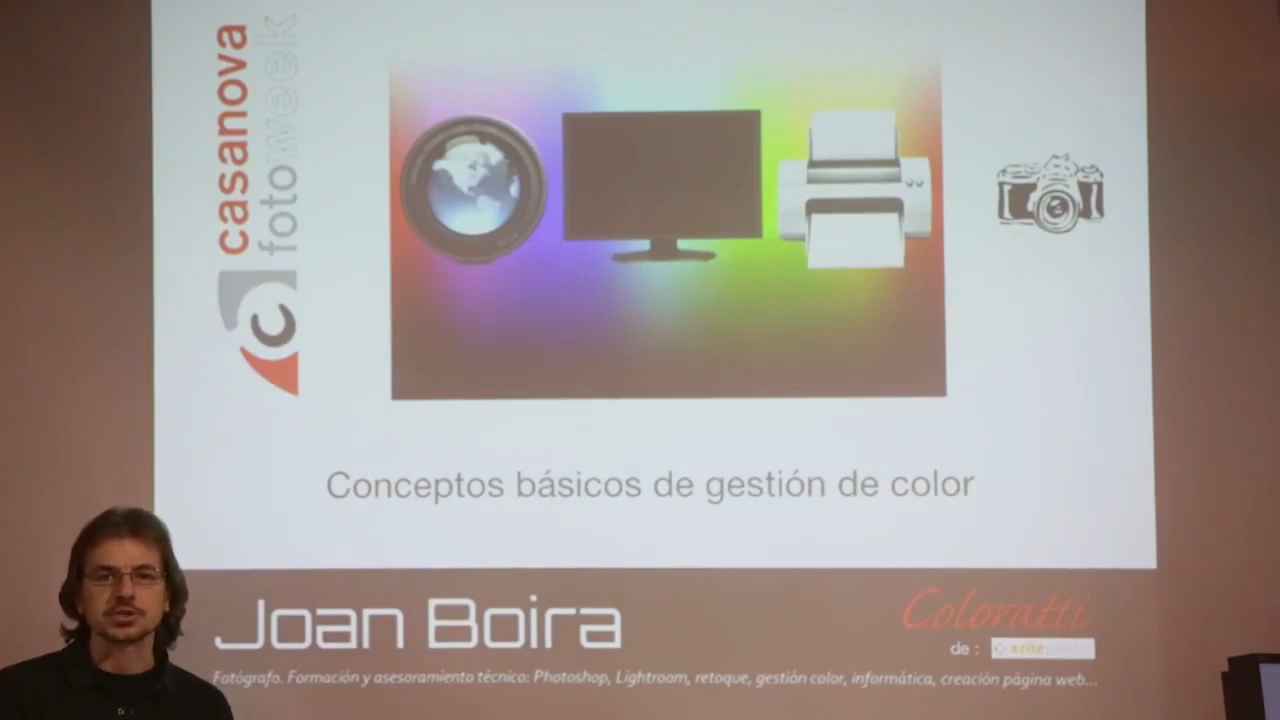 casanova
fotoweek
Conceptos básicos de gestión de color
Joan Boira
Coloratti
de : xritephoto
Fotógrafo. Formación y asesoramiento técnico: Photoshop, Lightroom, retoque, gestión color, informática, creación página web...